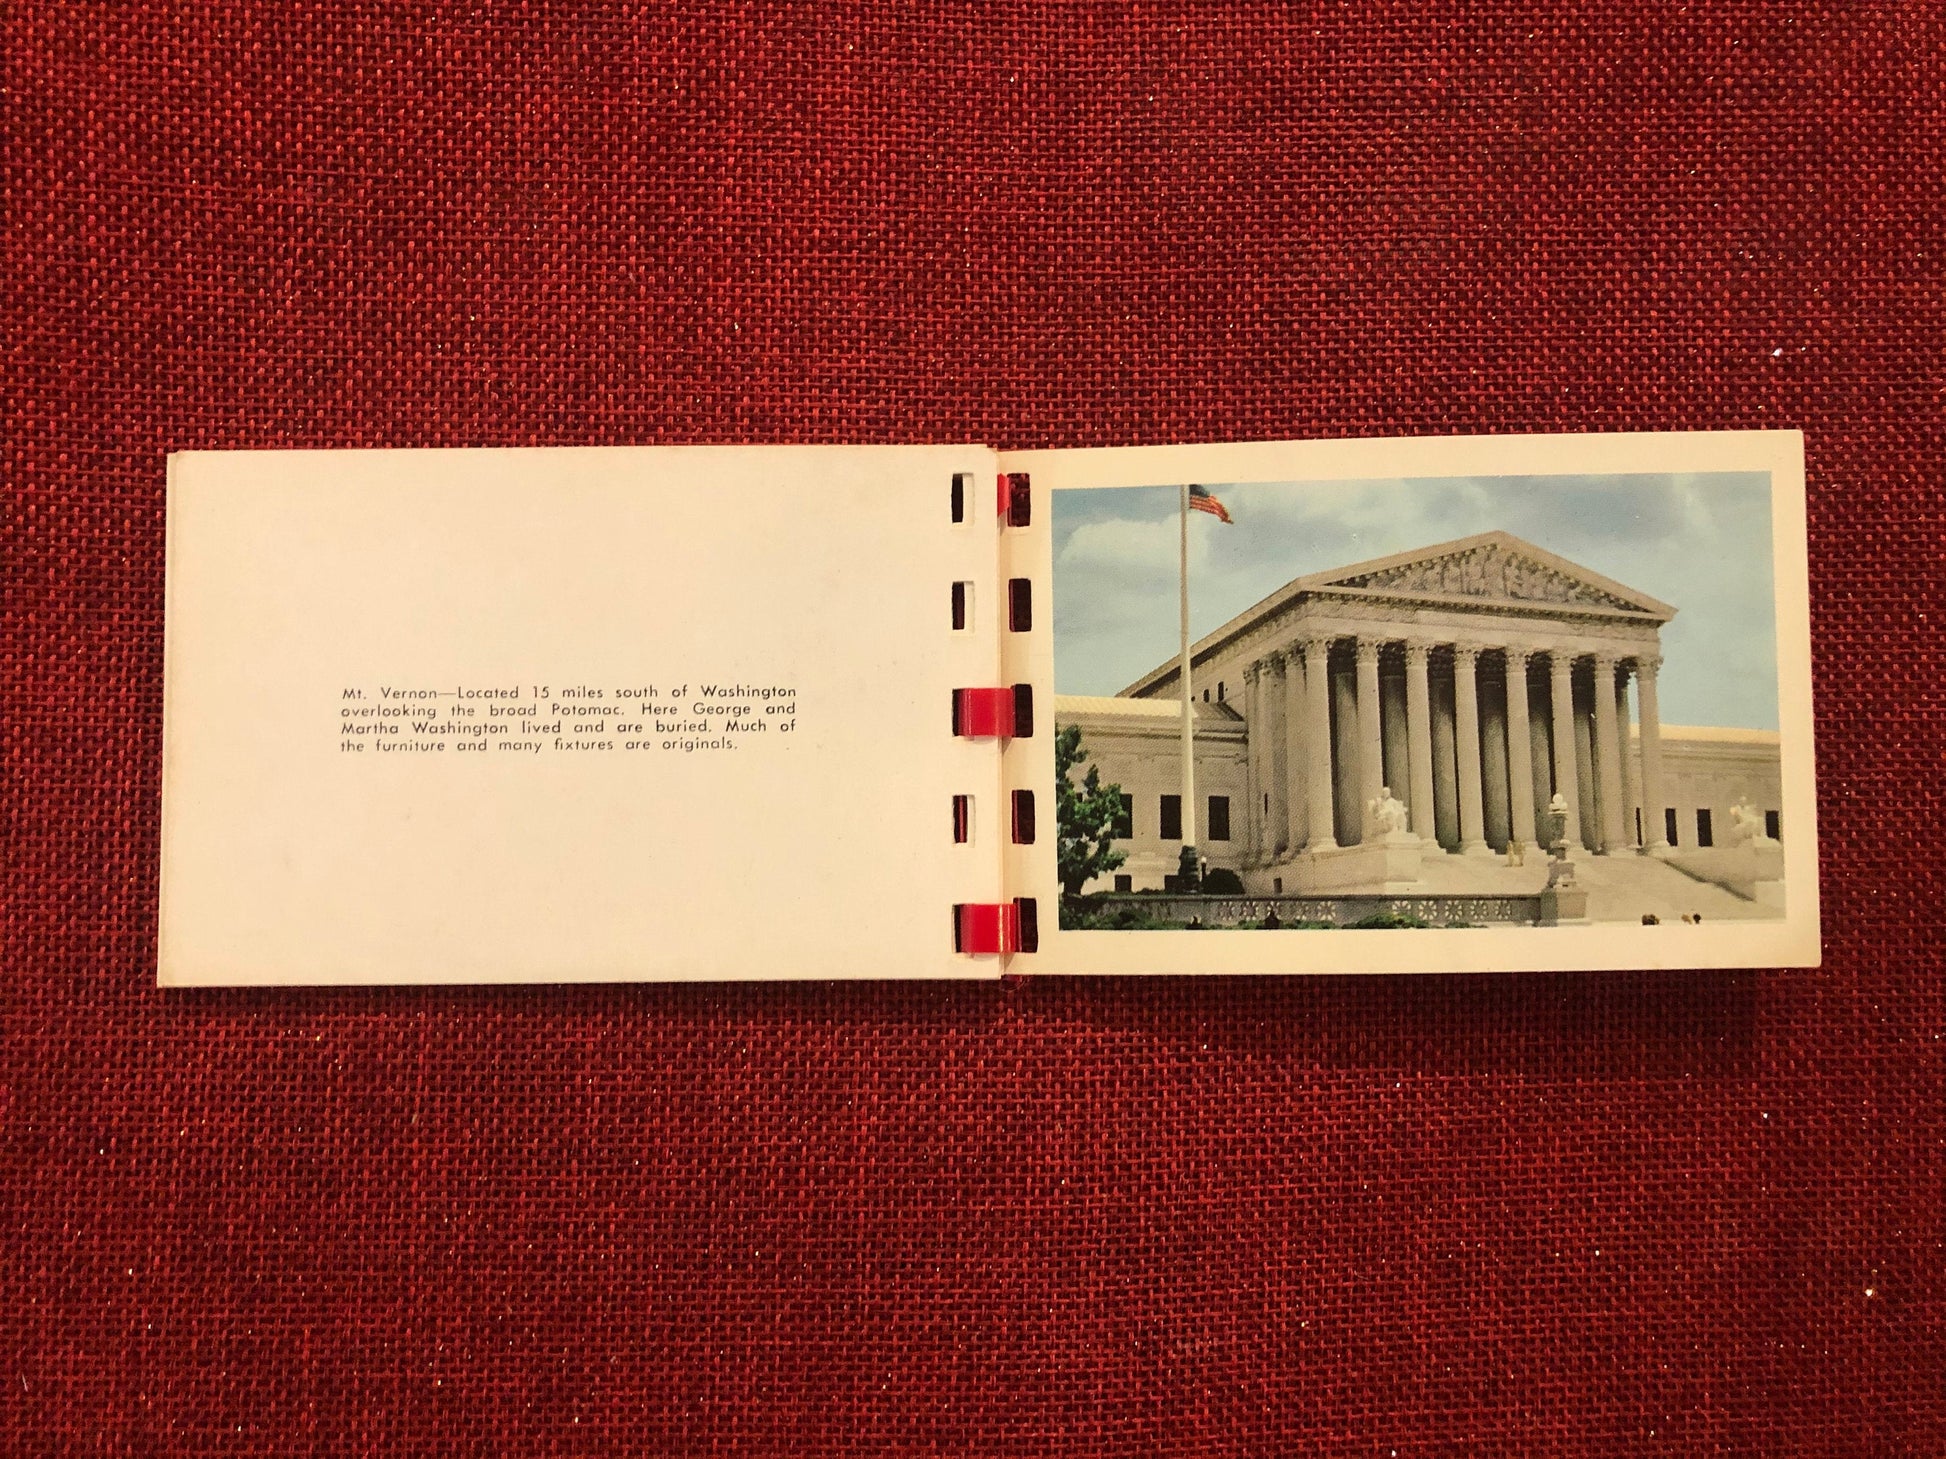 Mt. Vernon—Located 15 miles south of Washington
overlooking the broad Potomac. Here George and
Martha Washington lived and are buried. Much of
the furniture and many fixtures are originals.